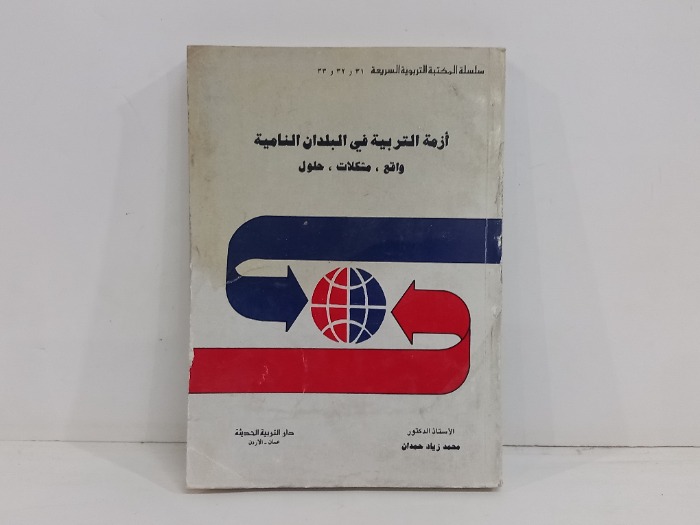 سلسلة المكتبة التربوية السريعة ٣١ و ٣٢ و ٣٣
أزمة التربية في البلدان النامية
واقع ، مشكلات ، حلول
الأستاذ الدكتور
محمد زياد حمدان
دار التربية الحديثة
عمان - الأردن